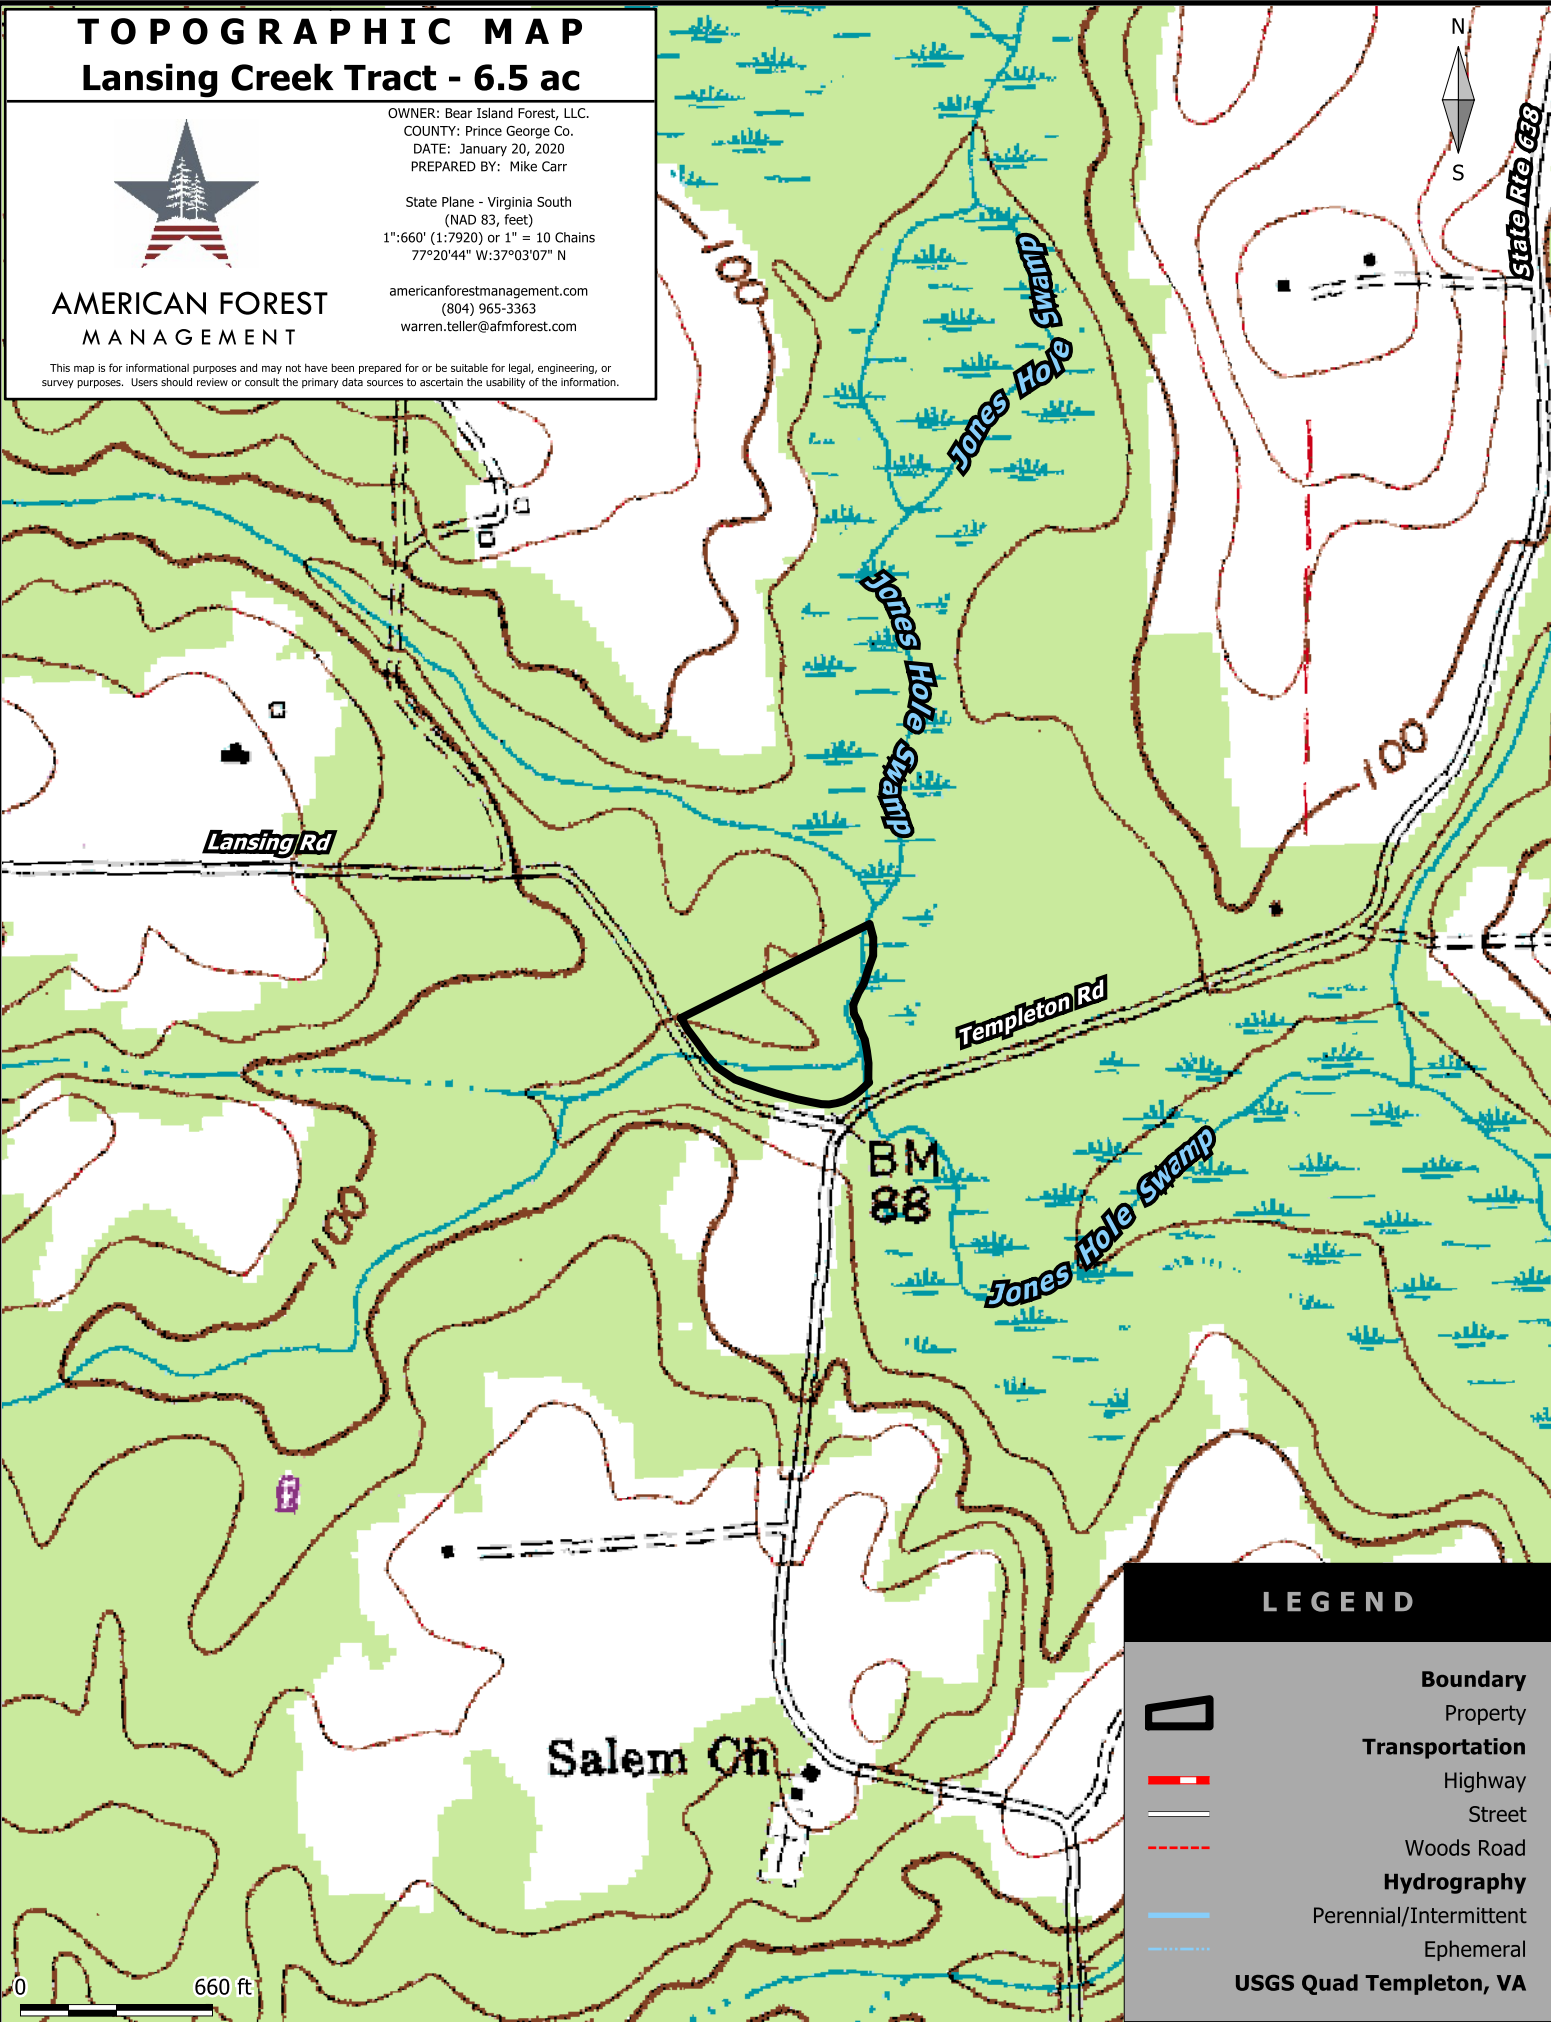 TOPOGRAPHIC MAP
Lansing Creek Tract - 6.5 ac
OWNER: Bear Island Forest, LLC.
COUNTY: Prince George Co.
DATE: January 20, 2020
PREPARED BY: Mike Carr
State Plane - Virginia South
(NAD 83, feet)
1":660' (1:7920) or 1" = 10 Chains
77°20'44" W:37°03'07" N
americanforestmanagement.com
(804) 965-3363
warren.teller@afmforest.com
AMERICAN FOREST
MANAGEMENT
This map is for informational purposes and may not have been prepared for or be suitable for legal, engineering, or
survey purposes. Users should review or consult the primary data sources to ascertain the usability of the information.
N
S
State Rte 638
100
Jones Hole Swamp
Jones Hole Swamp
100
Lansing Rd
Templeton Rd
BM
88
100
Jones Hole Swamp
Salem Ch
LEGEND
Boundary
Property
Transportation
Highway
Street
Woods Road
Hydrography
Perennial/Intermittent
Ephemeral
USGS Quad Templeton, VA
0 660 ft